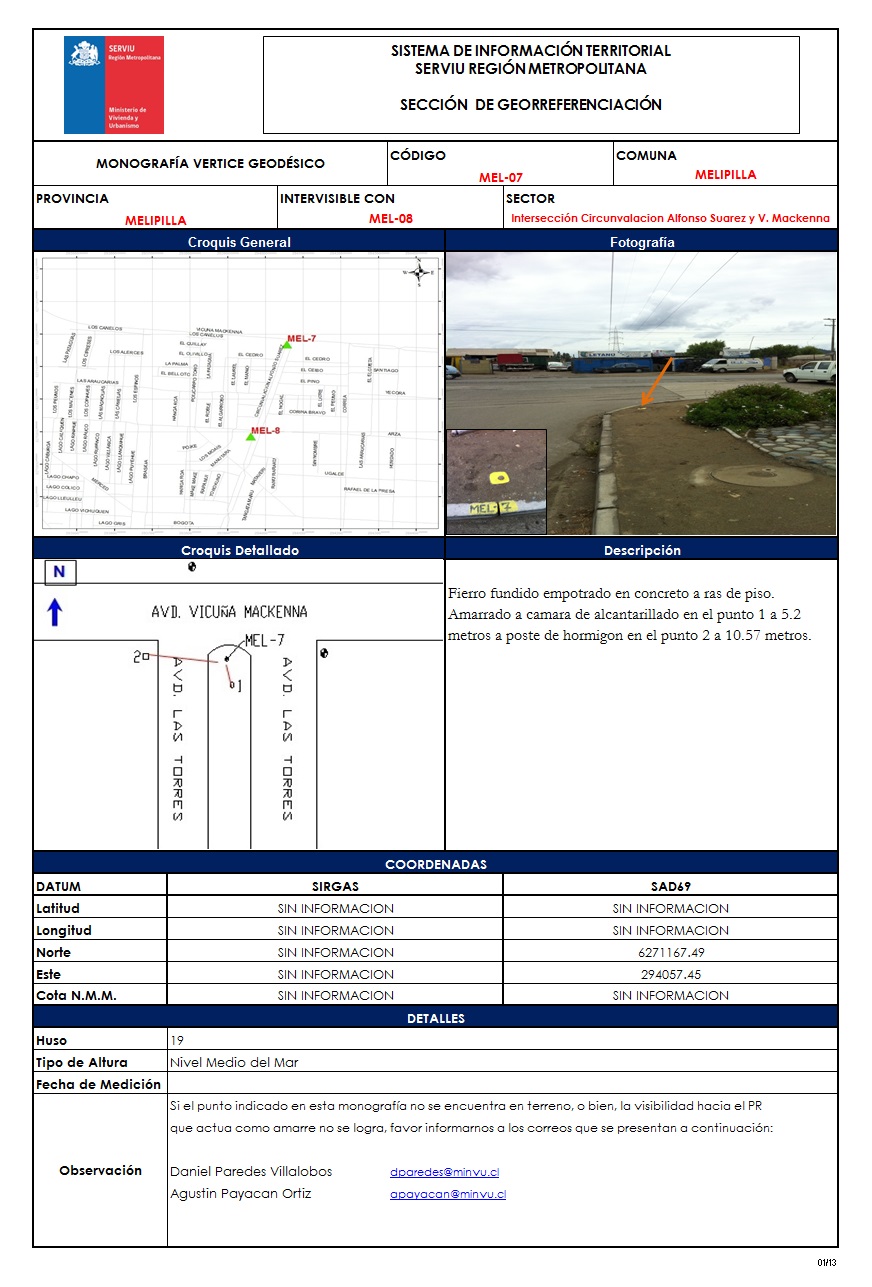 SERVIU
Región Metropolitana
Ministerio de
Vivienda y
Urbanismo
SISTEMA DE INFORMACIÓN TERRITORIAL
SERVIU REGIÓN METROPOLITANA
SECCIÓN DE GEORREFERENCIACIÓN
MONOGRAFÍA VERTICE GEODÉSICO
CÓDIGO
MEL-07
COMUNA
MELIPILLA
PROVINCIA
MELIPILLA
INTERVISIBLE CON
MEL-08
SECTOR
Intersección Circunvalacion Alfonso Suarez y V. Mackenna
Croquis General
Fotografía
N
W
E
S
LOS CANELOS
VICUÑA MACKENNA
LOS CANELOS
MEL-7
EL QUILLAY
LOS ALERCES
EL OLIVILLO
EL CEDRO
EL CEDRO
LA PALMA
EL BELLOTO
EL CEIBO
SANTIAGO
LAS ARAUCARIAS
EL PINO
YECORA
CORINA BRAVO
MEL-8
ARZA
POIKE
LOS MOAIS
UGALDE
LAGO CHAPO
LAGO COLICO
MERCED
RAFAEL DE LA PRESA
LAGO LLEULLEU
LAGO VICHUQUEN
LAGO GRIS
BOGOTA
LETANU
MEL-7
Croquis Detallado
Descripción
N
AVD. VICUÑA MACKENNA
MEL-7
2
1
AVD. LAS TORRES
AVD. LAS TORRES
Fierro fundido empotrado en concreto a ras de piso.
Amarrado a camara de alcantarillado en el punto 1 a 5.2
metros a poste de hormigon en el punto 2 a 10.57 metros.
COORDENADAS
DATUM SIRGAS SAD69
Latitud SIN INFORMACION SIN INFORMACION
Longitud SIN INFORMACION SIN INFORMACION
Norte SIN INFORMACION 6271167.49
Este SIN INFORMACION 294057.45
Cota N.M.M. SIN INFORMACION SIN INFORMACION
DETALLES
Huso 19
Tipo de Altura Nivel Medio del Mar
Fecha de Medición
Observación
Si el punto indicado en esta monografía no se encuentra en terreno, o bien, la visibilidad hacia el PR
que actua como amarre no se logra, favor informarnos a los correos que se presentan a continuación:
Daniel Paredes Villalobos dparedes@minvu.cl
Agustin Payacan Ortiz apayacan@minvu.cl
01/13